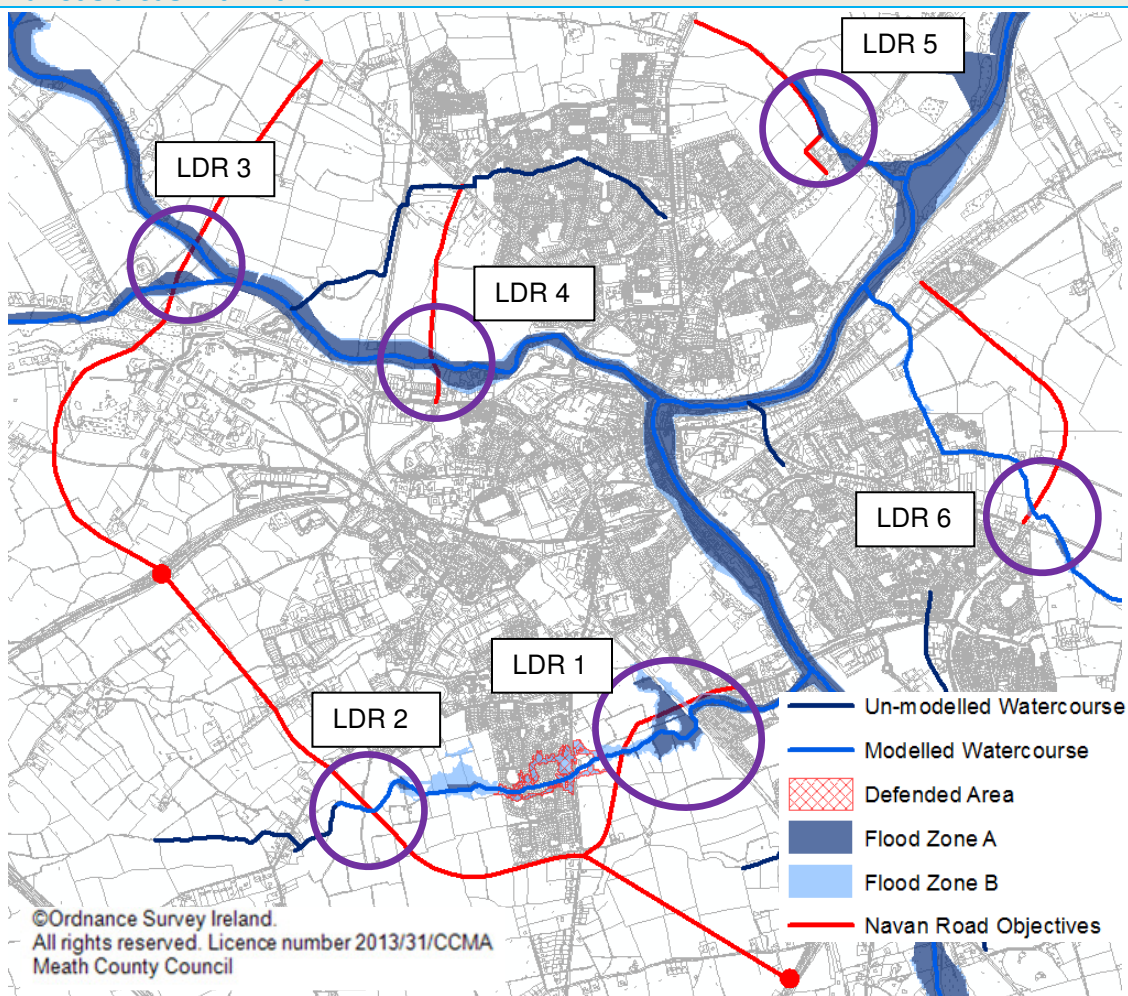 LDR 5
LDR 3
LDR 4
LDR 6
LDR 1
LDR 2
Un-modelled Watercourse
Modelled Watercourse
Defended Area
Flood Zone A
Flood Zone B
Navan Road Objectives
©Ordnance Survey Ireland.
All rights reserved. Licence number 2013/31/CCMA
Meath County Council